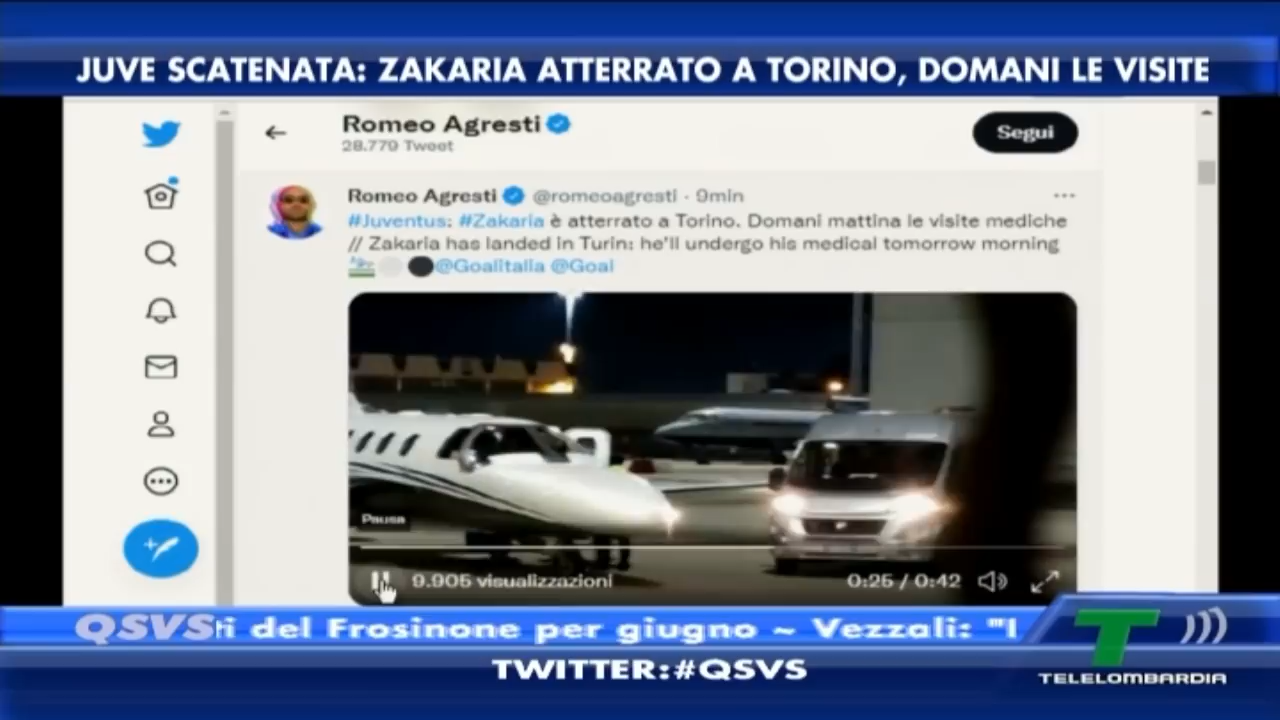 JUVE SCATENATA: ZAKARIA ATTERRATO A TORINO, DOMANI LE VISITE
Romeo Agresti
28.779 Tweet
Segui
Romeo Agresti @romeoagresti · 9min
#Juventus: #Zakaria è atterrato a Torino. Domani mattina le visite mediche
// Zakaria has landed in Turin: he'll undergo his medical tomorrow morning
@GoalItalia @Goal
Pausa
9.905 visualizzazioni
0:25 / 0:42
QSVS
del Frosinone per giugno ~ Vezzali: "I
TWITTER:#QSVS
T
TELELOMBARDIA